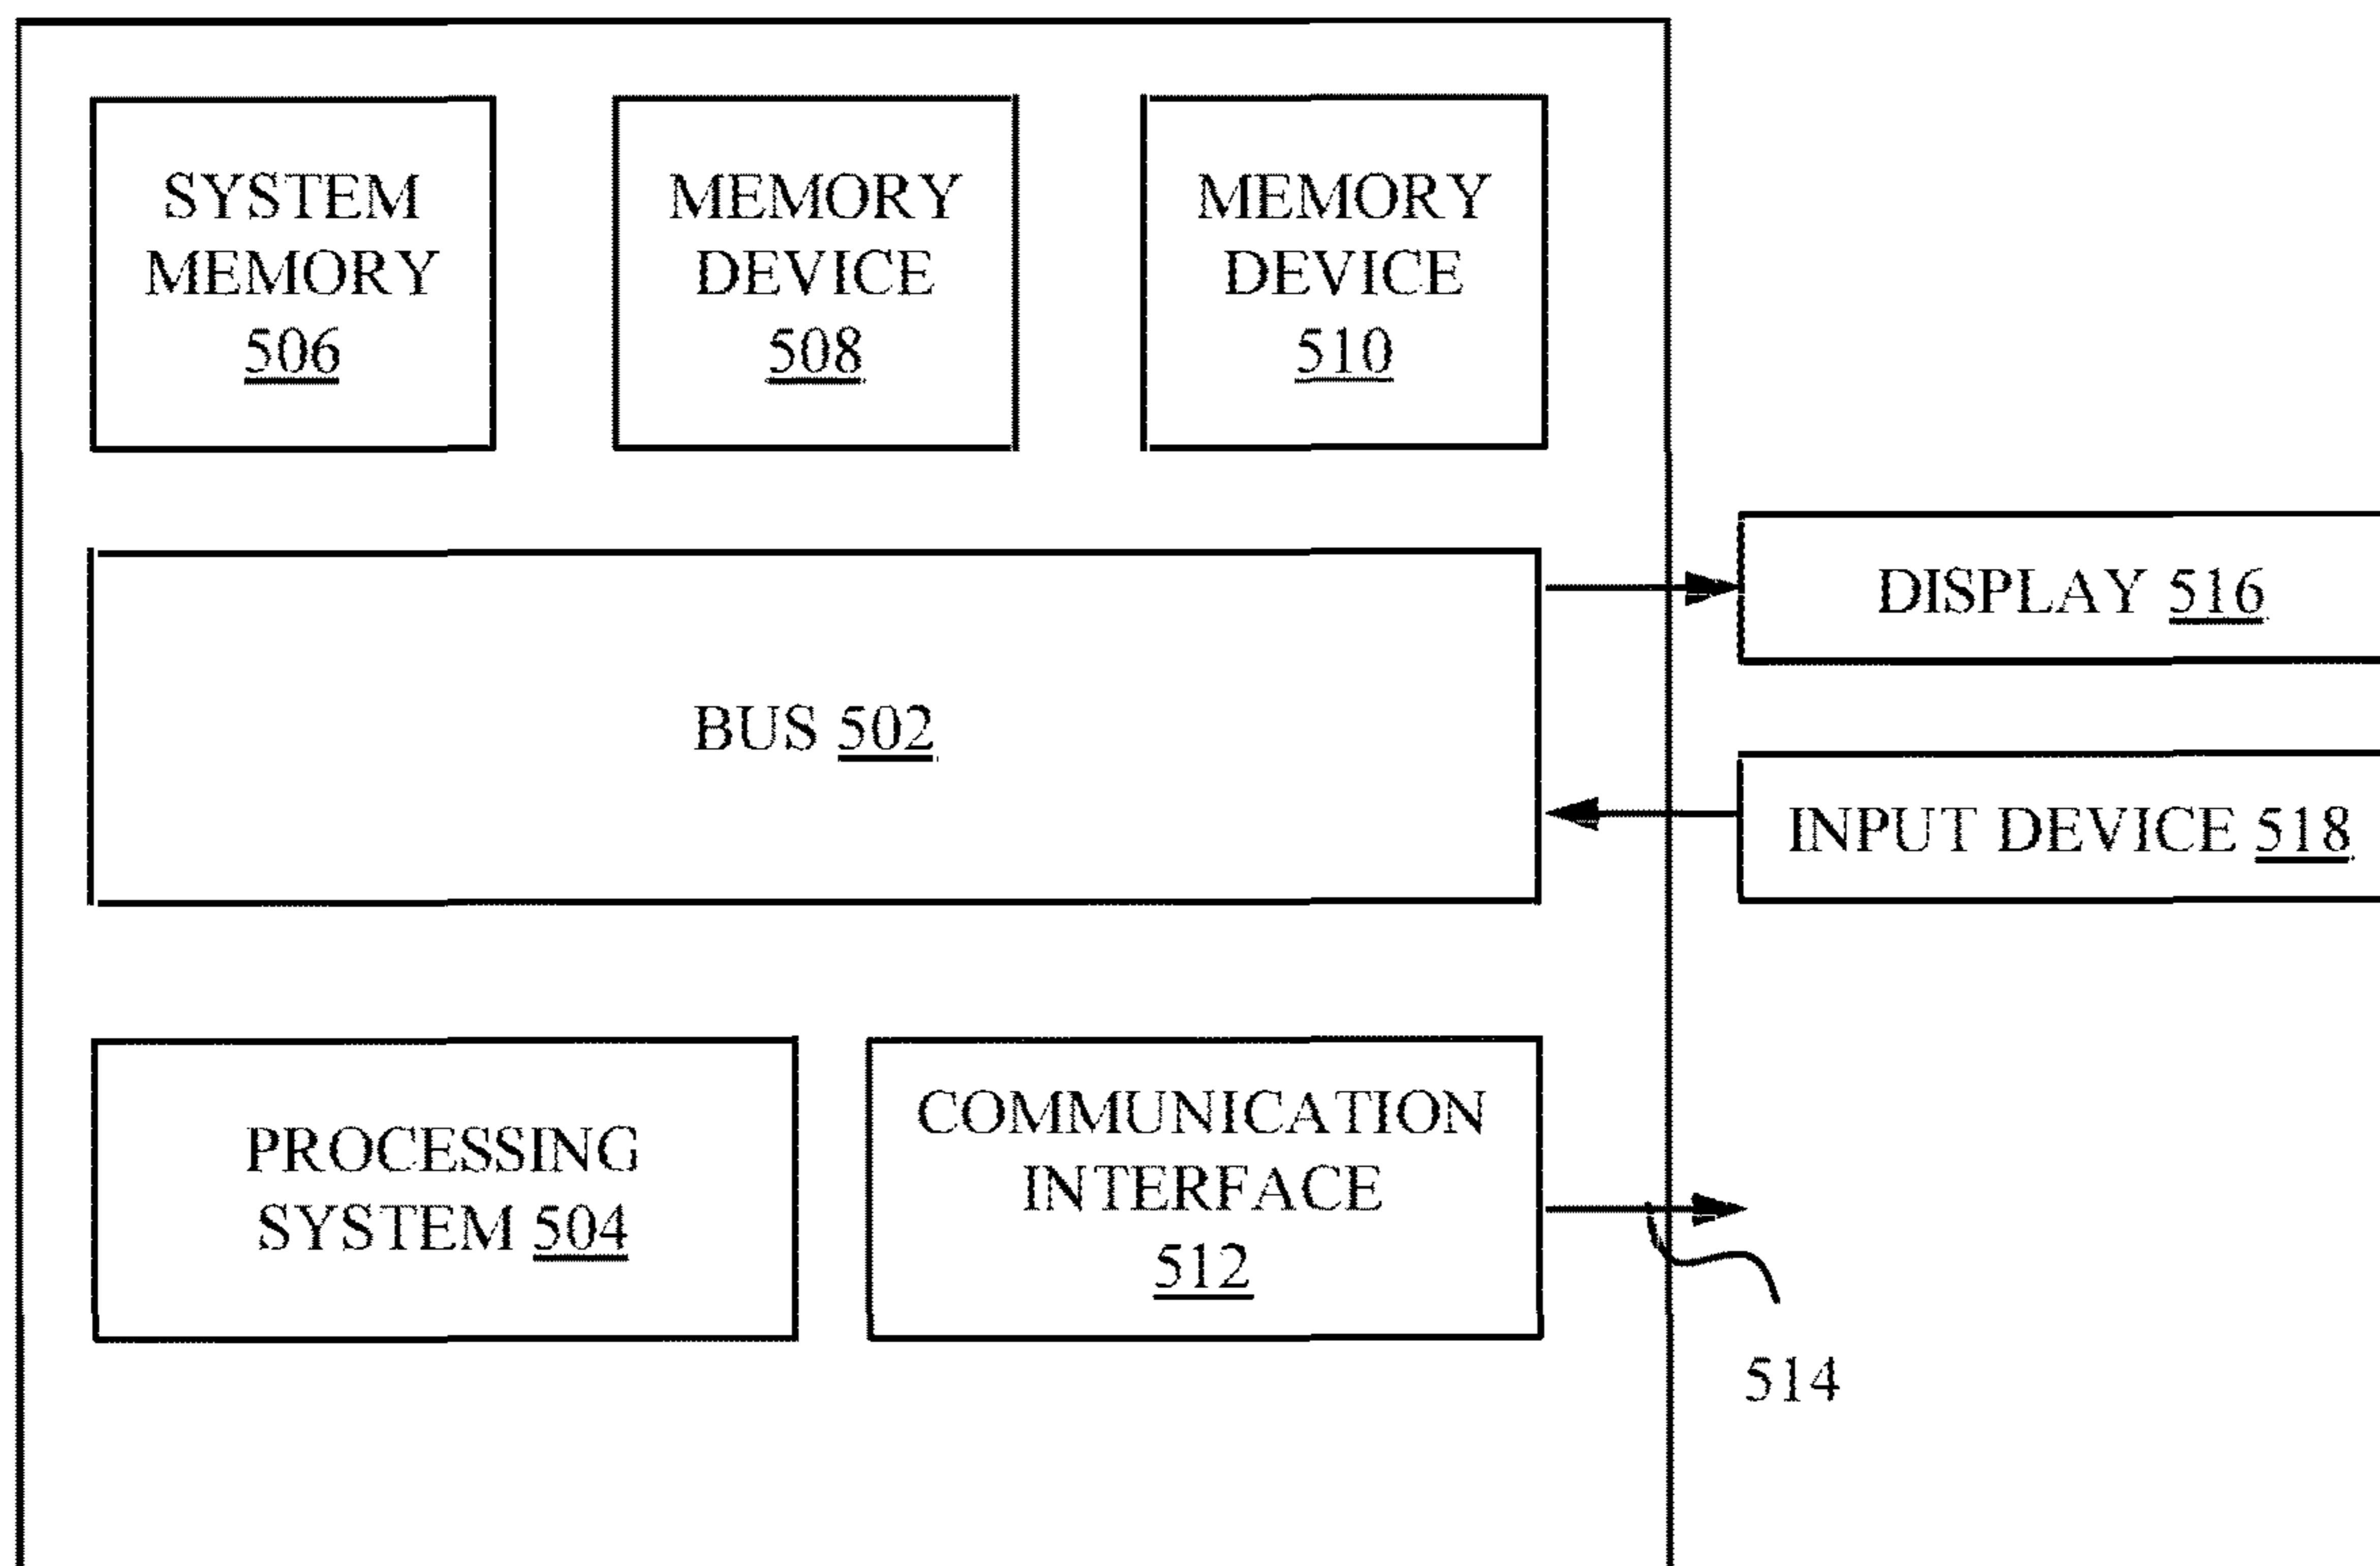 SYSTEM
MEMORY
506
MEMORY
DEVICE
508
MEMORY
DEVICE
510
DISPLAY 516
BUS 502
INPUT DEVICE 518
PROCESSING
SYSTEM 504
COMMUNICATION
INTERFACE
512
514